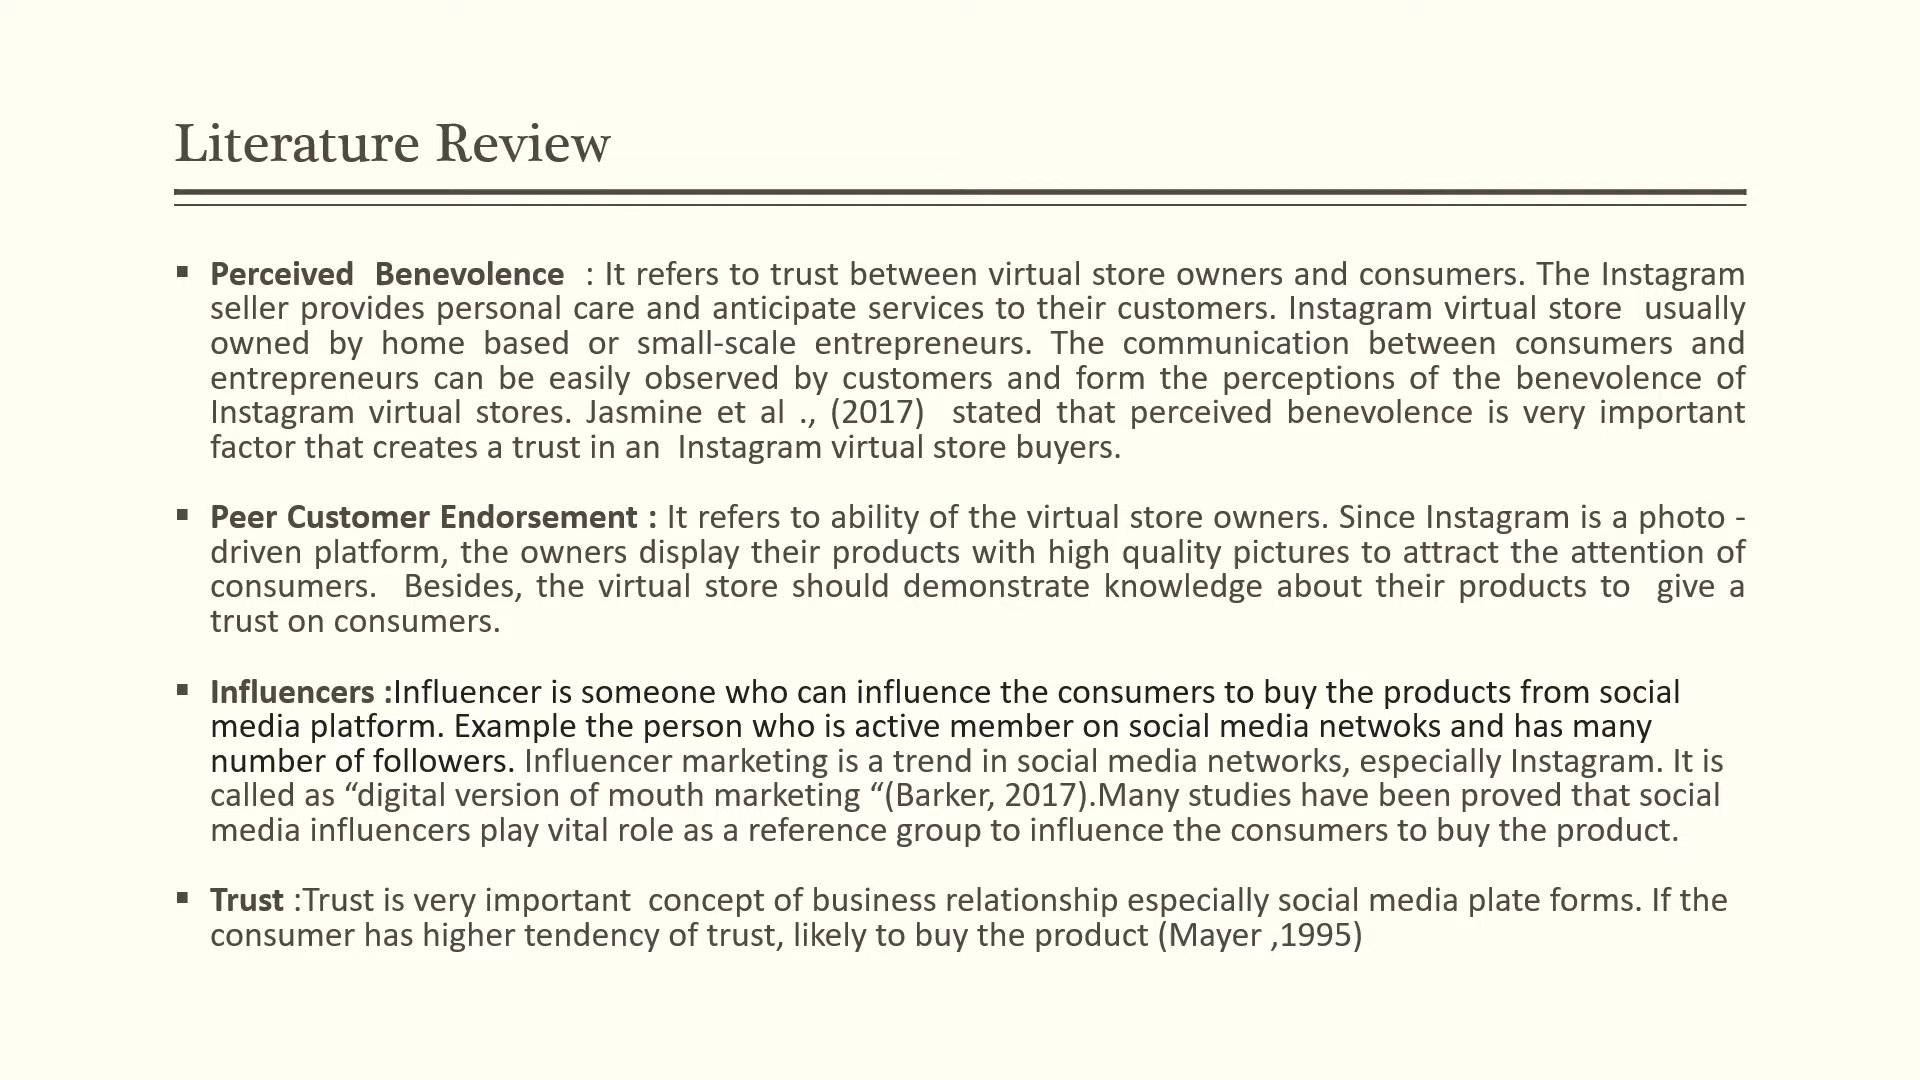 Literature Review
▪ Perceived Benevolence : It refers to trust between virtual store owners and consumers. The Instagram
seller provides personal care and anticipate services to their customers. Instagram virtual store usually
owned by home based or small-scale entrepreneurs. The communication between consumers and
entrepreneurs can be easily observed by customers and form the perceptions of the benevolence of
Instagram virtual stores. Jasmine et al ., (2017) stated that perceived benevolence is very important
factor that creates a trust in an Instagram virtual store buyers.
▪ Peer Customer Endorsement : It refers to ability of the virtual store owners. Since Instagram is a photo -
driven platform, the owners display their products with high quality pictures to attract the attention of
consumers. Besides, the virtual store should demonstrate knowledge about their products to give a
trust on consumers.
▪ Influencers :Influencer is someone who can influence the consumers to buy the products from social
media platform. Example the person who is active member on social media netwoks and has many
number of followers. Influencer marketing is a trend in social media networks, especially Instagram. It is
called as “digital version of mouth marketing “(Barker, 2017).Many studies have been proved that social
media influencers play vital role as a reference group to influence the consumers to buy the product.
▪ Trust :Trust is very important concept of business relationship especially social media plate forms. If the
consumer has higher tendency of trust, likely to buy the product (Mayer ,1995)